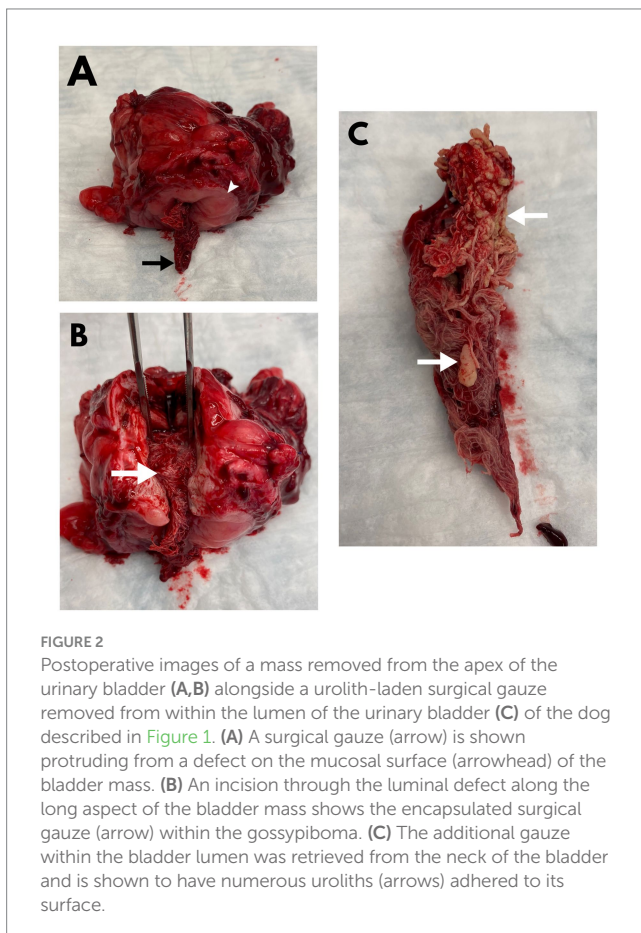 A
C
B
FIGURE 2
Postoperative images of a mass removed from the apex of the
urinary bladder (A,B) alongside a urolith-laden surgical gauze
removed from within the lumen of the urinary bladder (C) of the dog
described in Figure 1. (A) A surgical gauze (arrow) is shown
protruding from a defect on the mucosal surface (arrowhead) of the
bladder mass. (B) An incision through the luminal defect along the
long aspect of the bladder mass shows the encapsulated surgical
gauze (arrow) within the gossypiboma. (C) The additional gauze
within the bladder lumen was retrieved from the neck of the bladder
and is shown to have numerous uroliths (arrows) adhered to its
surface.